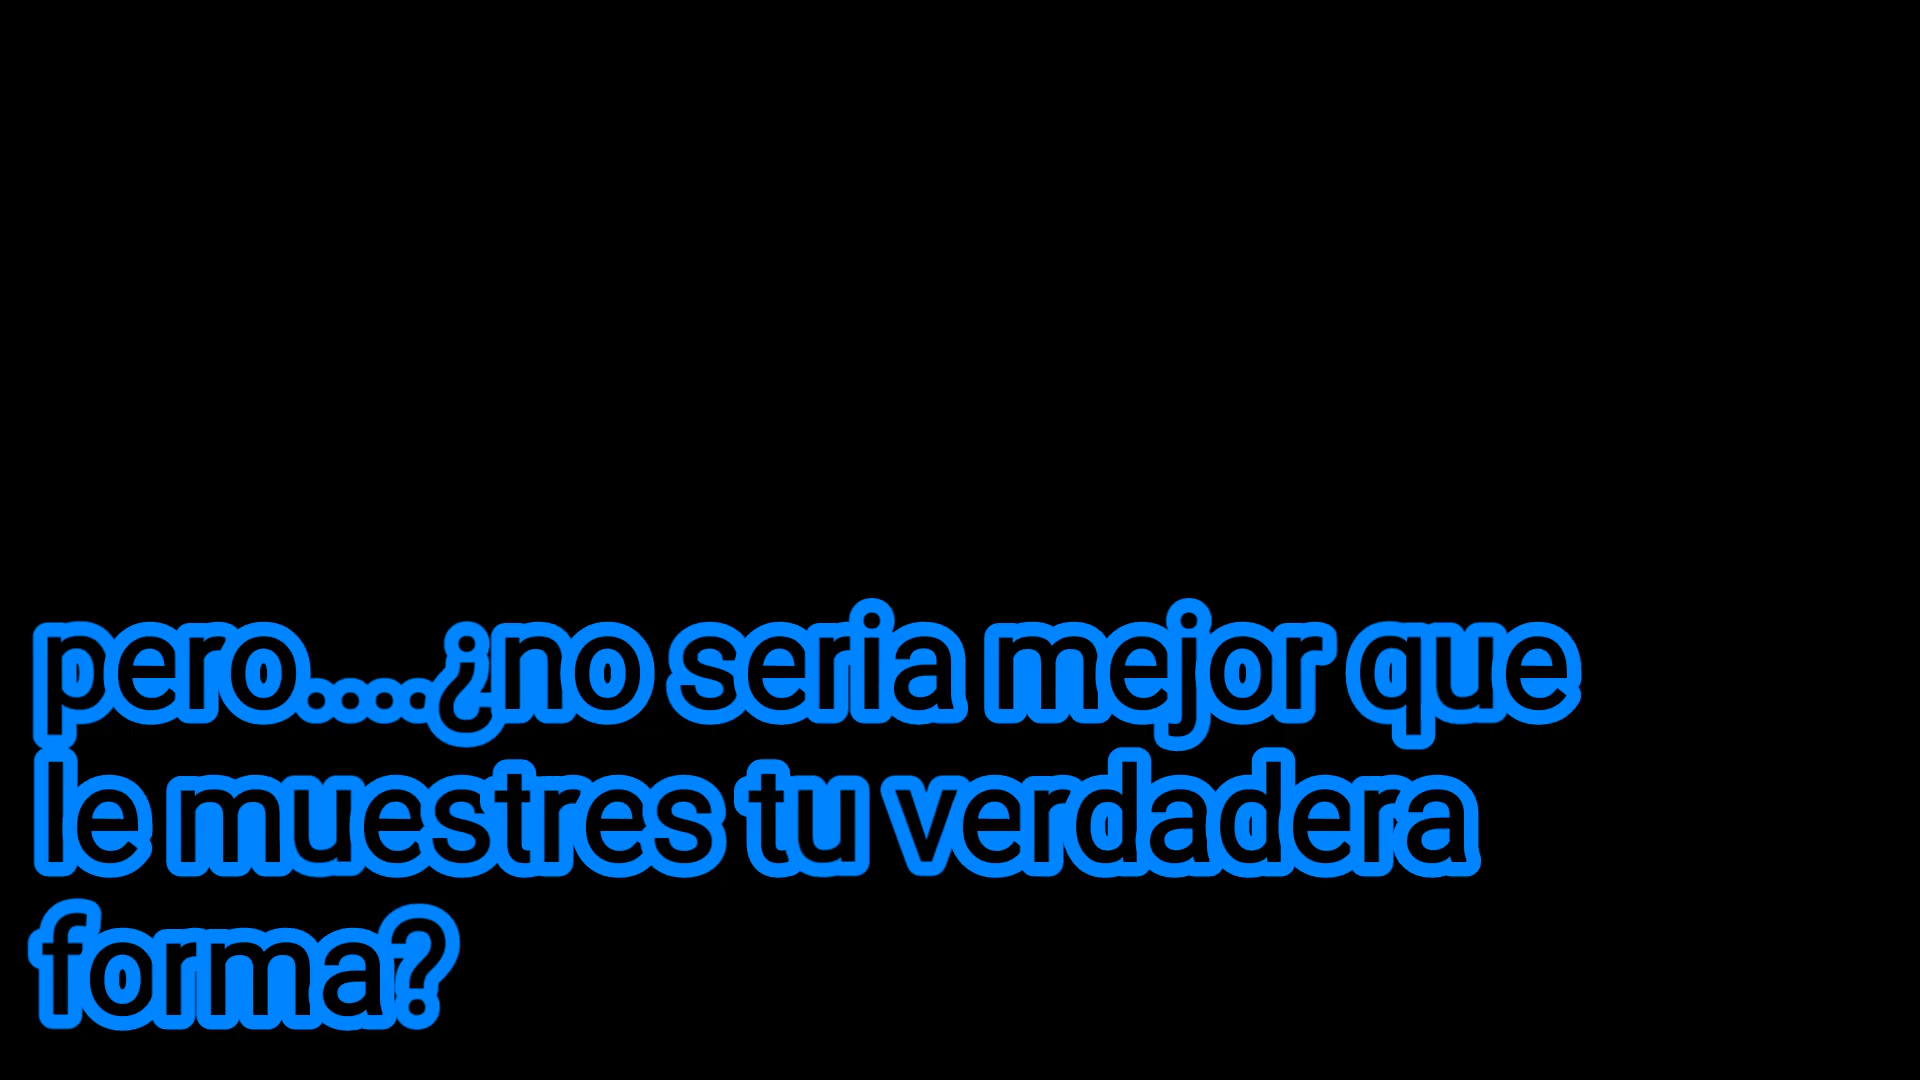 pero....¿no seria mejor que
le muestres tu verdadera
forma?